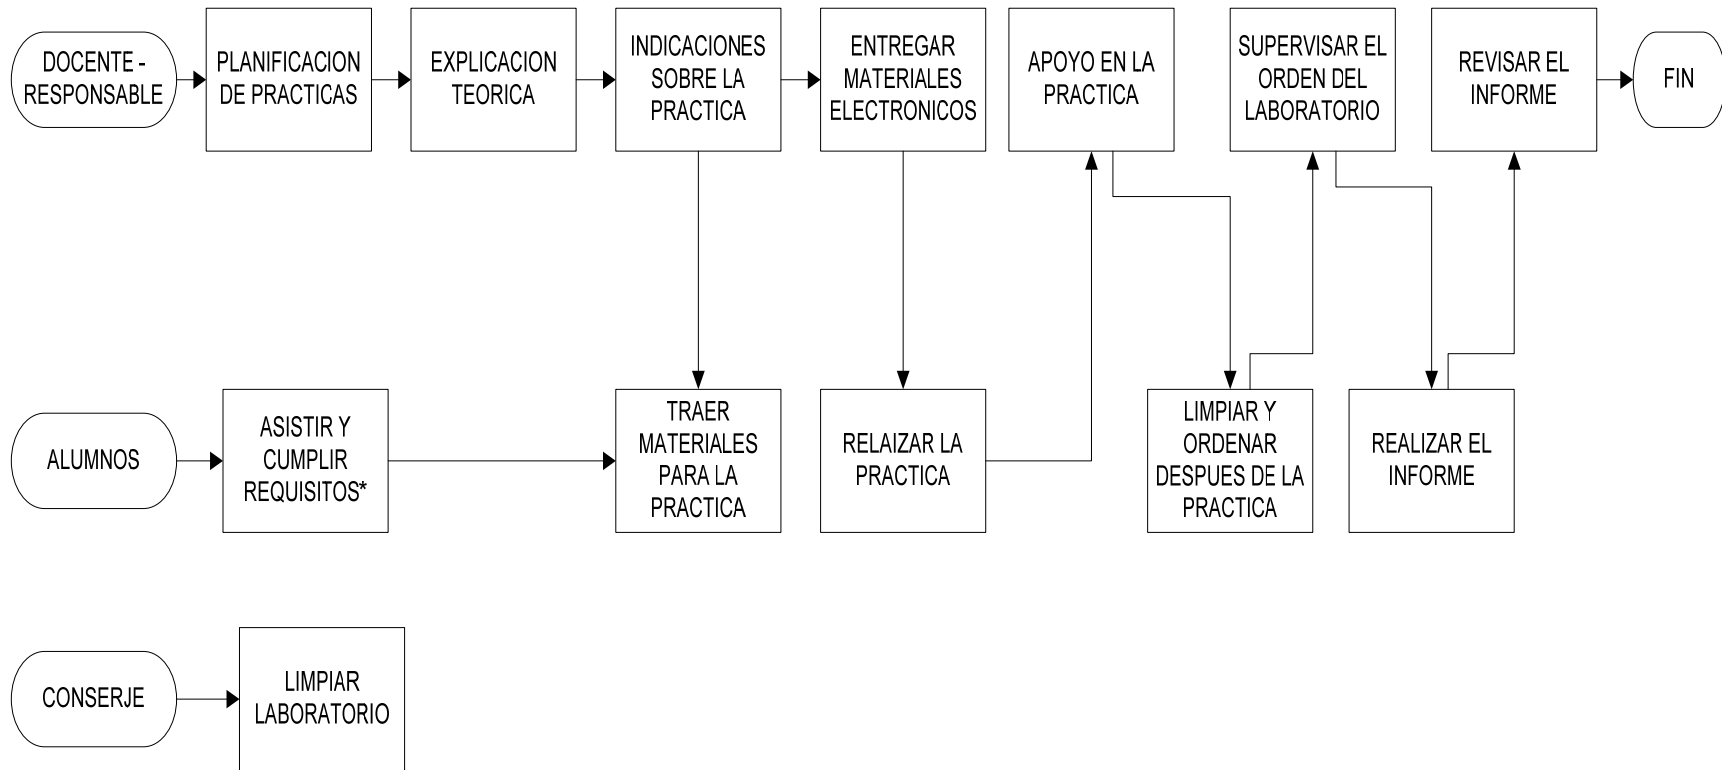 DOCENTE -
RESPONSABLE
PLANIFICACION
DE PRACTICAS
EXPLICACION
TEORICA
INDICACIONES
SOBRE LA
PRACTICA
ENTREGAR
MATERIALES
ELECTRONICOS
APOYO EN LA
PRACTICA
SUPERVISAR EL
ORDEN DEL
LABORATORIO
REVISAR EL
INFORME
FIN
ALUMNOS
ASISTIR Y
CUMPLIR
REQUISITOS*
TRAER
MATERIALES
PARA LA
PRACTICA
RELAIZAR LA
PRACTICA
LIMPIAR Y
ORDENAR
DESPUES DE LA
PRACTICA
REALIZAR EL
INFORME
CONSERJE
LIMPIAR
LABORATORIO